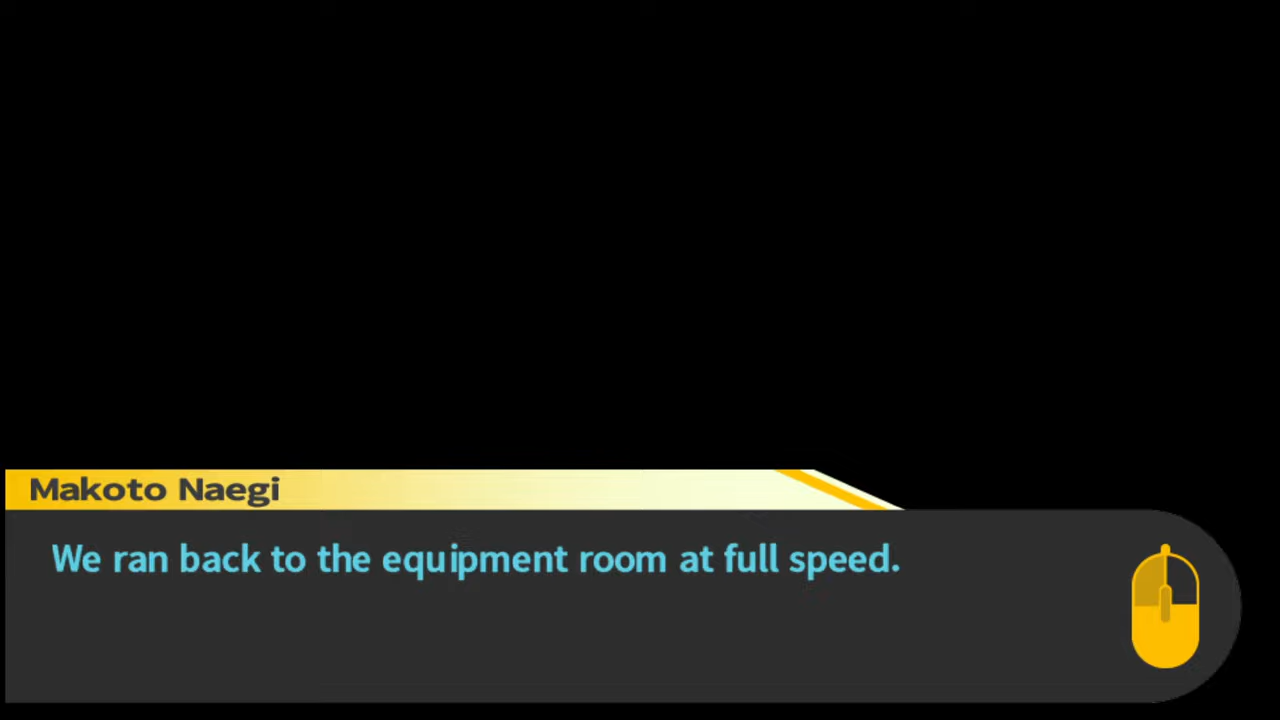 Makoto Naegi
We ran back to the equipment room at full speed.